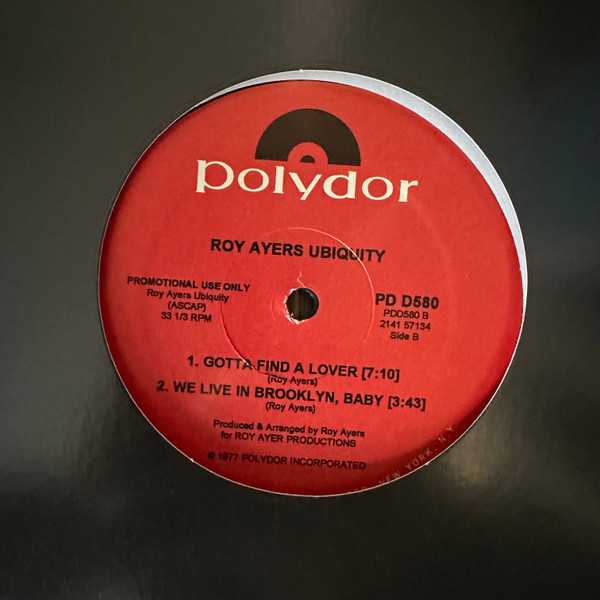 polydor
ROY AYERS UBIQUITY
PROMOTIONAL USE ONLY
Roy Ayers Ubiquity
(ASCAP)
33 1/3 RPM
PD D580
PDD580 B
2141 57134
Side B
1. GOTTA FIND A LOVER [7:10]
(Roy Ayers)
2. WE LIVE IN BROOKLYN, BABY [3:43]
(Roy Ayers)
Produced & Arranged by Roy Ayers
for ROY AYER PRODUCTIONS
℗ 1977 POLYDOR INCORPORATED
NEW YORK, N.Y.